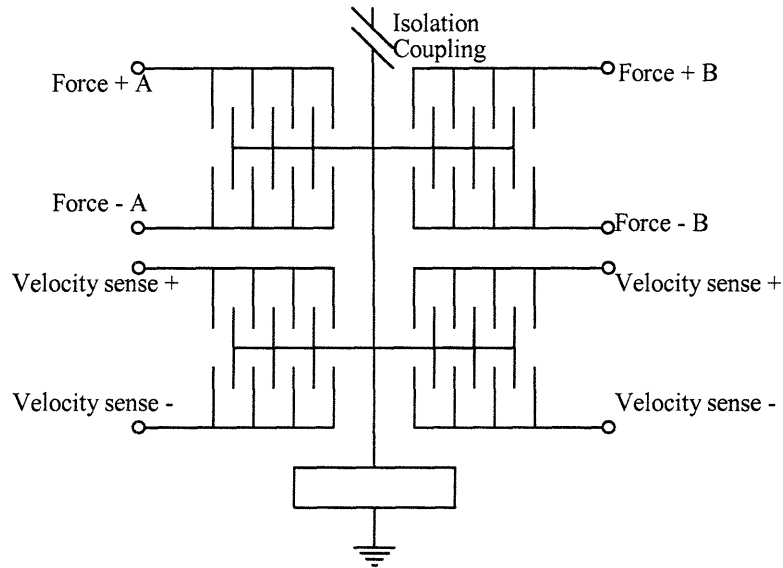 Isolation
Coupling
Force + A
Force + B
Force - A
Force - B
Velocity sense +
Velocity sense +
Velocity sense -
Velocity sense -